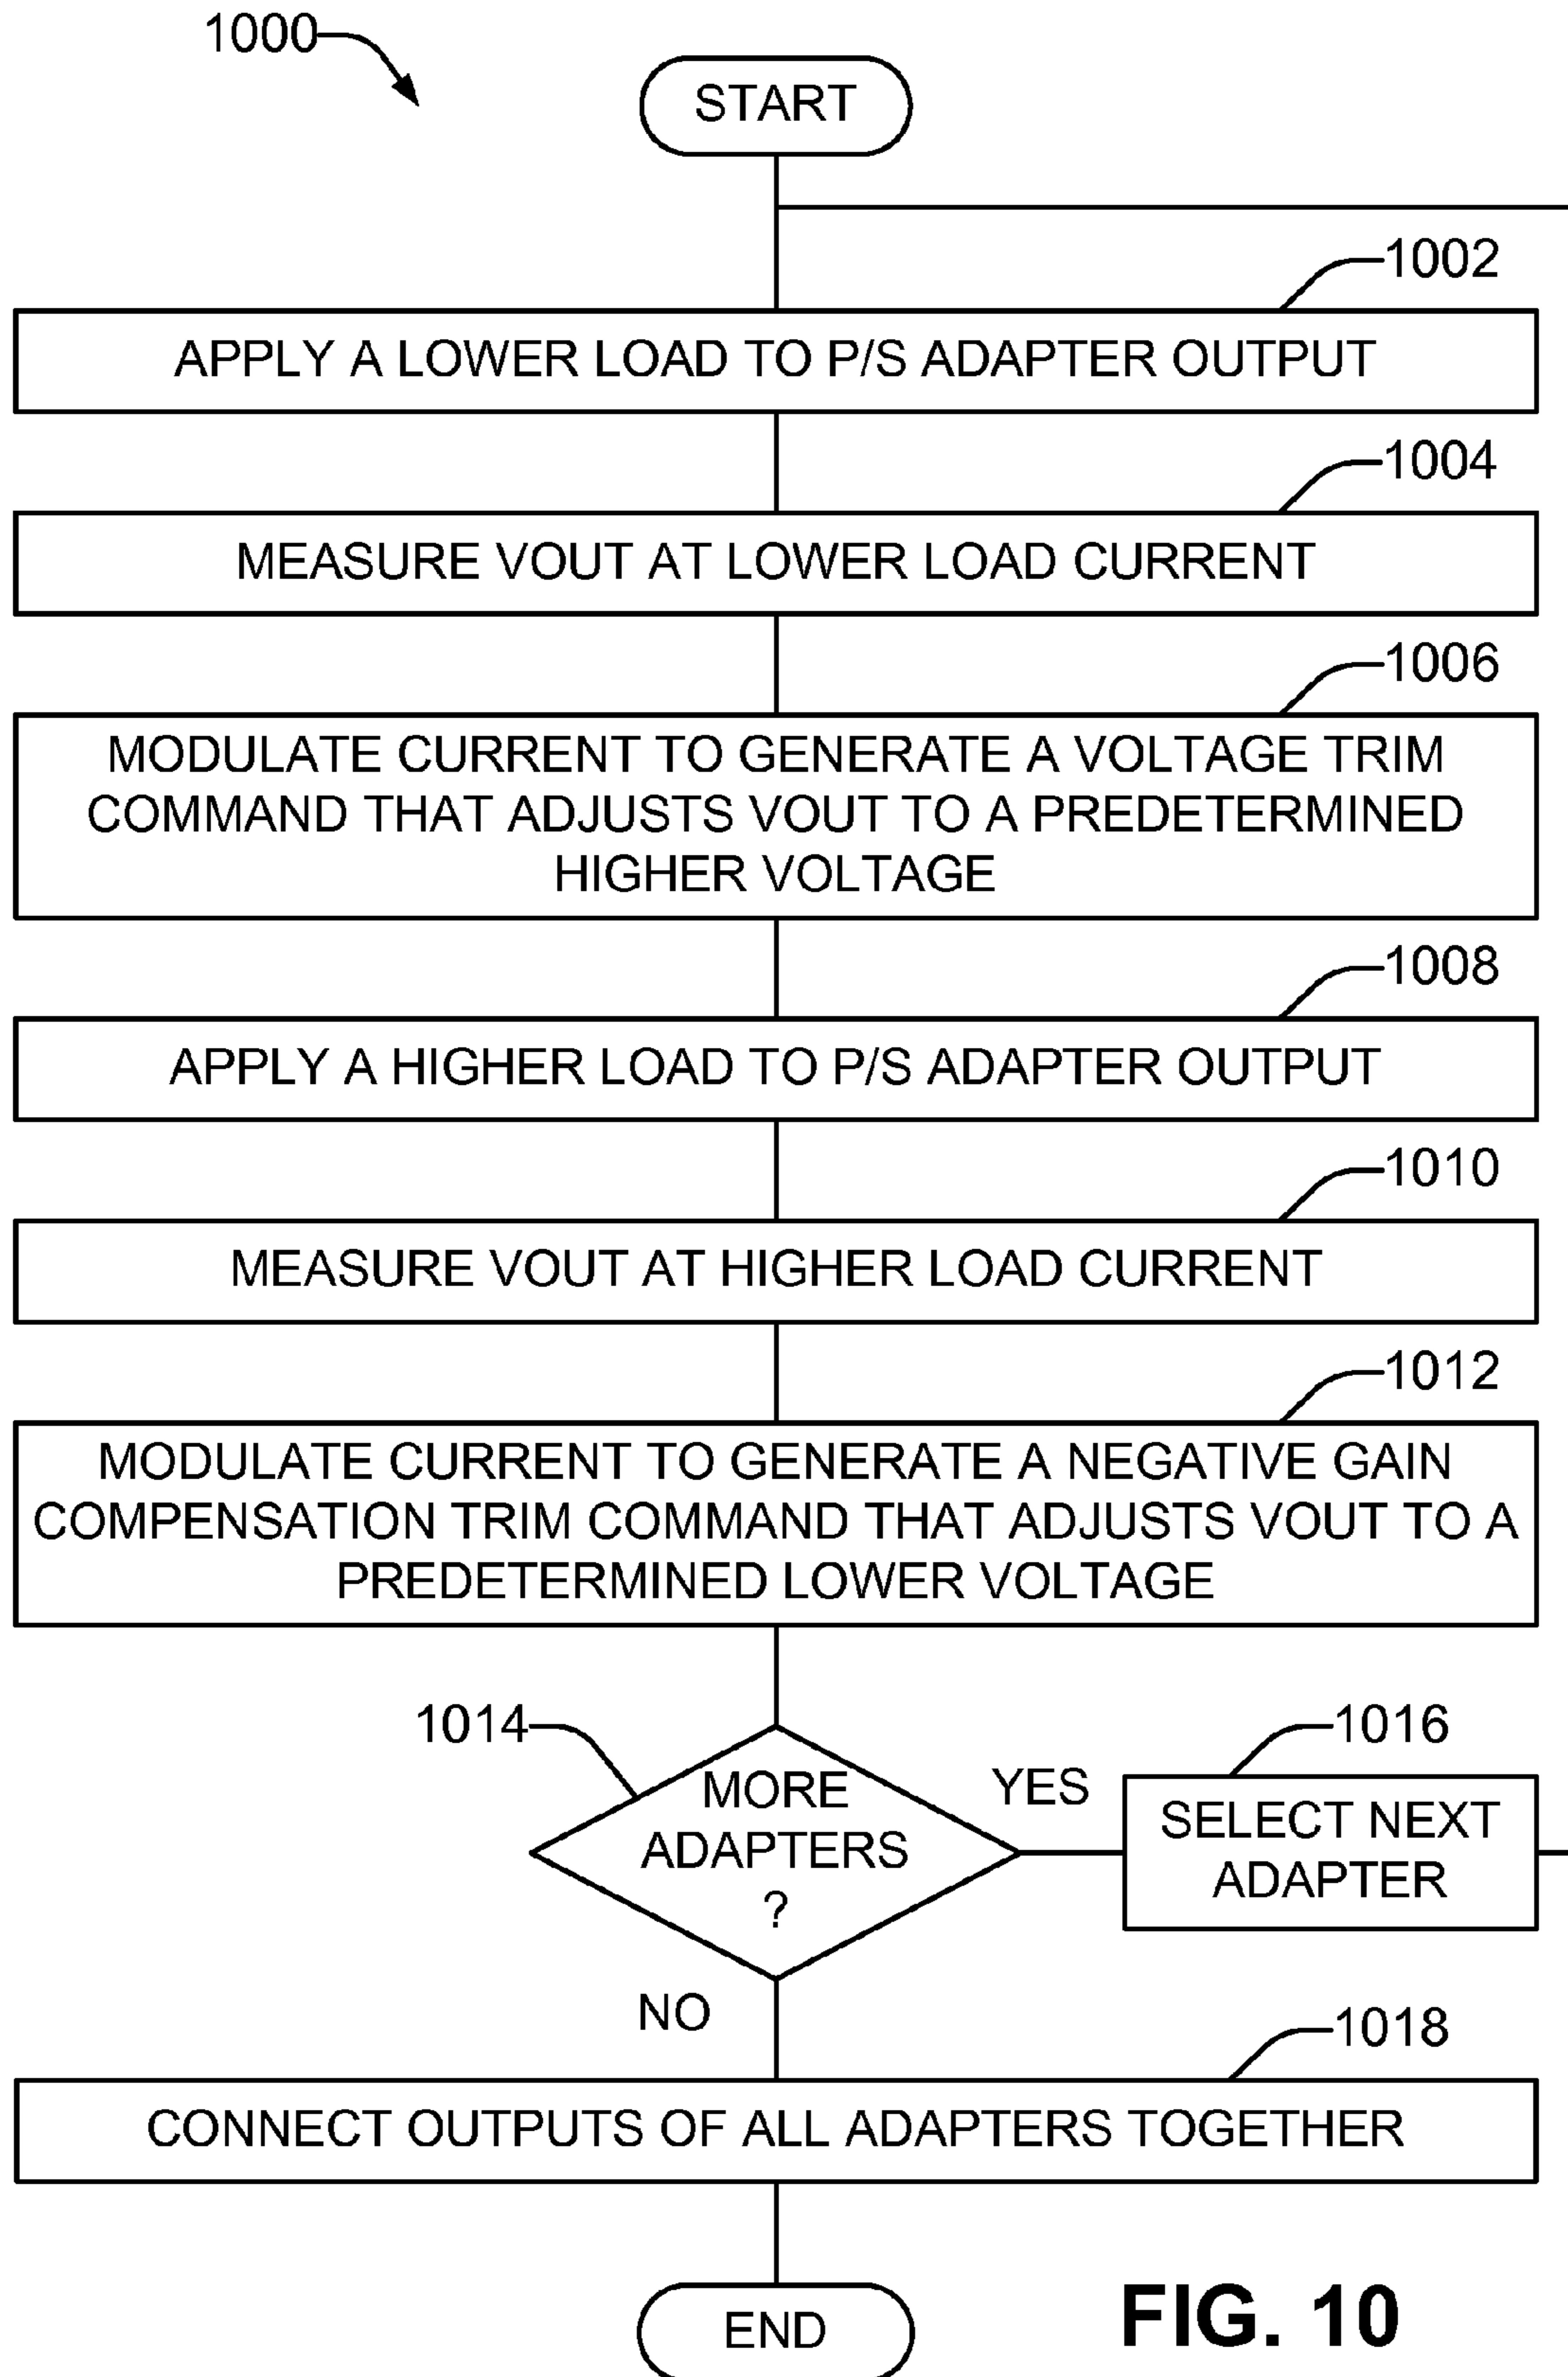 1000
START
1002
APPLY A LOWER LOAD TO P/S ADAPTER OUTPUT
1004
MEASURE VOUT AT LOWER LOAD CURRENT
1006
MODULATE CURRENT TO GENERATE A VOLTAGE TRIM
COMMAND THAT ADJUSTS VOUT TO A PREDETERMINED
HIGHER VOLTAGE
1008
APPLY A HIGHER LOAD TO P/S ADAPTER OUTPUT
1010
MEASURE VOUT AT HIGHER LOAD CURRENT
1012
MODULATE CURRENT TO GENERATE A NEGATIVE GAIN
COMPENSATION TRIM COMMAND THAT ADJUSTS VOUT TO A
PREDETERMINED LOWER VOLTAGE
1014
MORE
ADAPTERS
?
YES
1016
SELECT NEXT
ADAPTER
NO
1018
CONNECT OUTPUTS OF ALL ADAPTERS TOGETHER
END
FIG. 10